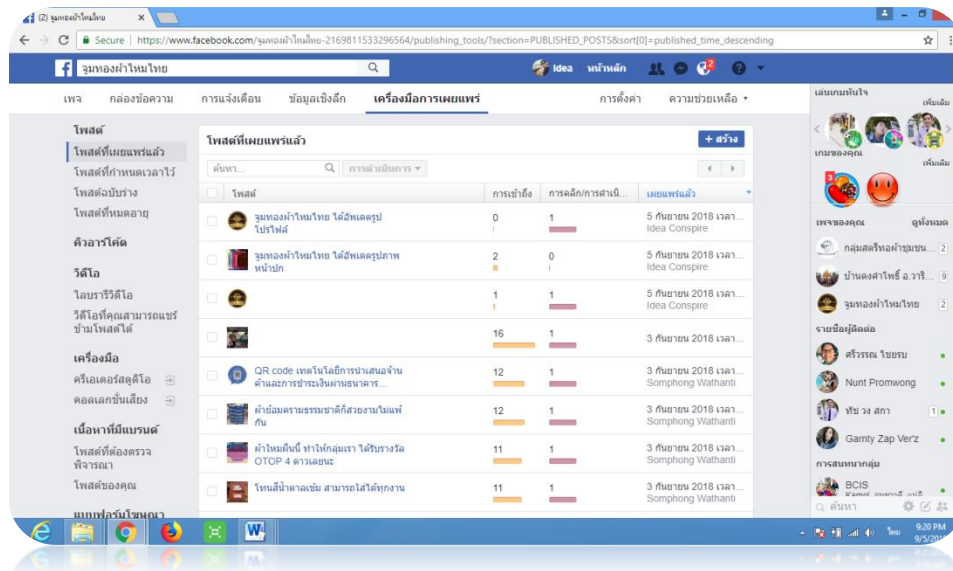 (2) จูมทองผ้าไหมไทย
Secure | https://www.facebook.com/จูมทองผ้าไหมไทย-2169811533296564/publishing_tools/?section=PUBLISHED_POSTS&sort[0]=published_time_descending
จูมทองผ้าไหมไทย
Idea หน้าหลัก 2
เพจ กล่องข้อความ การแจ้งเตือน ข้อมูลเชิงลึก เครื่องมือการเผยแพร่ การตั้งค่า ความช่วยเหลือ
โพสต์
โพสต์ที่เผยแพร่แล้ว
โพสต์ที่กำหนดเวลาไว้
โพสต์ฉบับร่าง
โพสต์ที่หมดอายุ
คิวอาร์โค้ด
วิดีโอ
ไลบรารีวิดีโอ
วิดีโอที่คุณสามารถแชร์
ข้ามโพสต์ได้
เครื่องมือ
ครีเอเตอร์สตูดิโอ
คอลเลกชั่นเสียง
เนื้อหาที่มีแบรนด์
โพสต์ที่ต้องตรวจ
พิจารณา
โพสต์ของคุณ
แบบฟอร์มโฆษณา
โพสต์ที่เผยแพร่แล้ว + สร้าง
ค้นหา... การดำเนินการ
โพสต์ การเข้าถึง การคลิก/การดำเนิ... เผยแพร่แล้ว
จูมทองผ้าไหมไทย ได้อัพเดตรูป 0 1 5 กันยายน 2018 เวลา...
โปรไฟล์ Idea Conspire
จูมทองผ้าไหมไทย ได้อัพเดตรูปภาพ 2 0 5 กันยายน 2018 เวลา...
หน้าปก Idea Conspire
1 1 5 กันยายน 2018 เวลา...
Idea Conspire
16 1 3 กันยายน 2018 เวลา...
QR code เทคโนโลยีการนำเสนอร้าน 12 1 3 กันยายน 2018 เวลา...
ค้าและการชำระเงินผ่านธนาคาร... Somphong Wathanti
ผ้าย้อมครามธรรมชาติก็สวยงามไม่แพ้ 12 1 3 กันยายน 2018 เวลา...
กัน Somphong Wathanti
ผ้าไหมผืนนี้ ทำให้กลุ่มเรา ได้รับรางวัล 11 1 3 กันยายน 2018 เวลา...
OTOP 4 ดาวเลยนะ Somphong Wathanti
โทนสีน้ำตาลเข้ม สามารถใส่ได้ทุกงาน 11 1 3 กันยายน 2018 เวลา...
Somphong Wathanti
เล่นเกมทันใจ
เพิ่มเติม
เกมของคุณ
เพิ่มเติม
3
เพจของคุณ ดูทั้งหมด
กลุ่มสตรีทอผ้าชุมชน... 2
บ้านดงศาโพธิ์ อ.วาริ... 9
จูมทองผ้าไหมไทย 2
รายชื่อผู้ติดต่อ
ศรีวรรณ ไชยรบ
Nunt Promwong
ทัช วง สกา 1
Garnty Zap Ver'z
การสนทนากลุ่ม
BCIS
ค้นหา
ไทย 9:20 PM